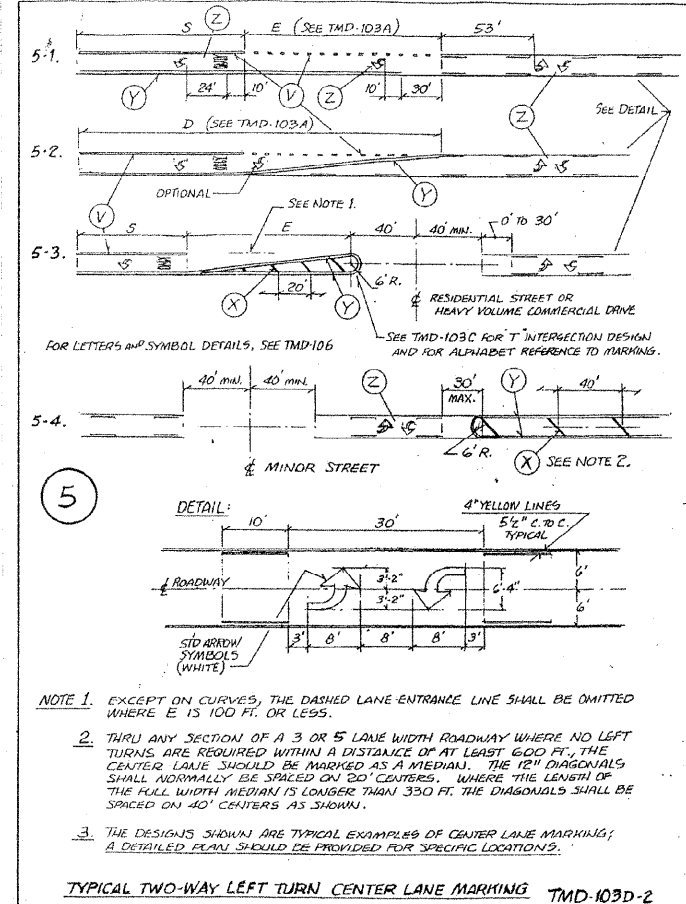 S E (SEE TMD-103A) 53'
Z
5-1.
Y 24' 10' V Z 10' 30' Z
D (SEE TMD-103A) SEE DETAIL
5-2.
OPTIONAL Y
V SEE NOTE 1.
S E 40' 40' MIN. 0' TO 30'
5-3.
X 20' Y 6' R.
℄ RESIDENTIAL STREET OR
HEAVY VOLUME COMMERCIAL DRIVE
SEE TMD-103C FOR "T" INTERSECTION DESIGN
AND FOR ALPHABET REFERENCE TO MARKING.
FOR LETTERS AND SYMBOL DETAILS, SEE TMD-106
40' MIN. 40' MIN. Z 30' Y 40'
MAX.
5-4.
6' R. X SEE NOTE 2.
℄ MINOR STREET
5
DETAIL:
4" YELLOW LINES
5½" C. TO C.
TYPICAL
10' 30'
℄ ROADWAY 3'-2" 6'-4" 6'
3'-2" 6'
STD ARROW
SYMBOLS
(WHITE)
3' 8' 8' 8' 3'
NOTE 1. EXCEPT ON CURVES, THE DASHED LANE ENTRANCE LINE SHALL BE OMITTED
WHERE E IS 100 FT. OR LESS.
2. THRU ANY SECTION OF A 3 OR 5 LANE WIDTH ROADWAY WHERE NO LEFT
TURNS ARE REQUIRED WITHIN A DISTANCE OF AT LEAST 600 FT., THE
CENTER LANE SHOULD BE MARKED AS A MEDIAN. THE 12" DIAGONALS
SHALL NORMALLY BE SPACED ON 20' CENTERS. WHERE THE LENGTH OF
THE FULL WIDTH MEDIAN IS LONGER THAN 330 FT. THE DIAGONALS SHALL BE
SPACED ON 40' CENTERS AS SHOWN.
3. THE DESIGNS SHOWN ARE TYPICAL EXAMPLES OF CENTER LANE MARKING;
A DETAILED PLAN SHOULD BE PROVIDED FOR SPECIFIC LOCATIONS.
TYPICAL TWO-WAY LEFT TURN CENTER LANE MARKING TMD-103D-2